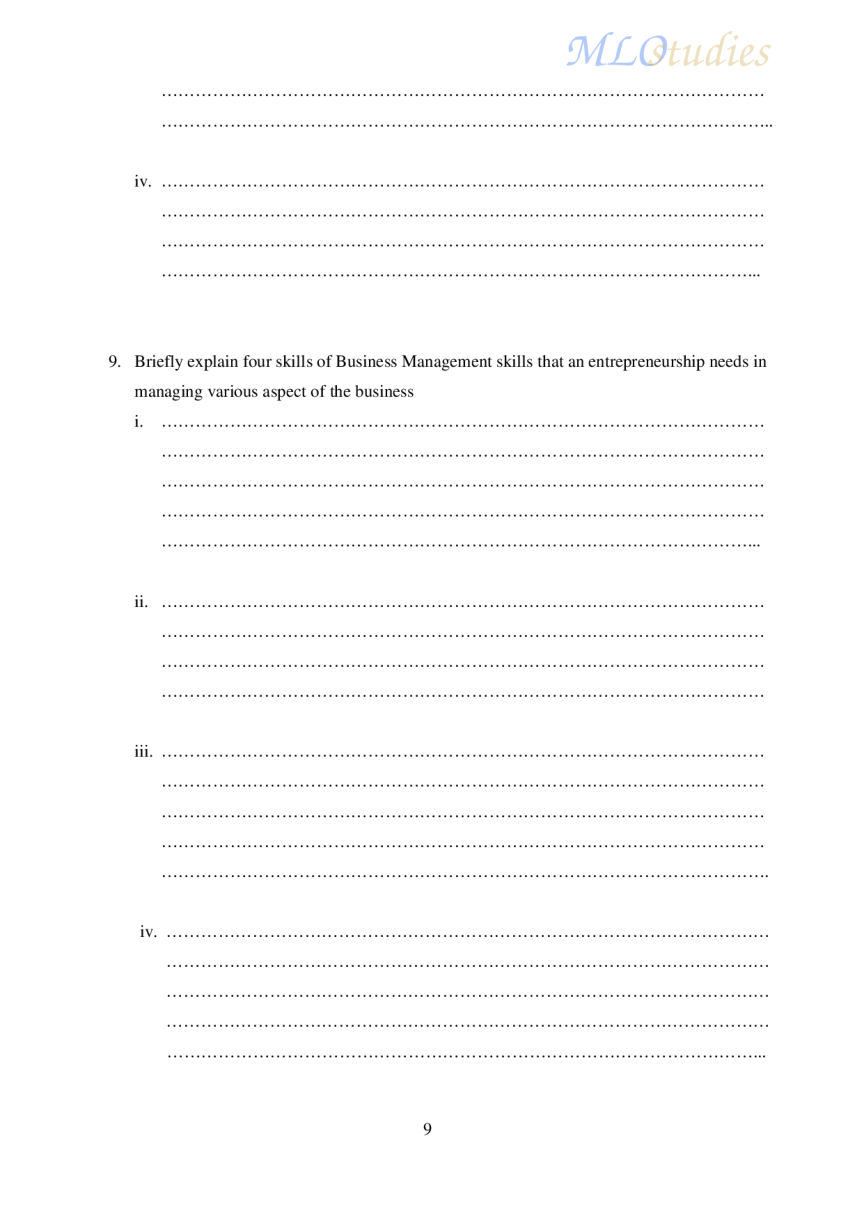 MLOstudies
……………………………………………………………………………………………
……………………………………………………………………………………………..
iv. ……………………………………………………………………………………………
……………………………………………………………………………………………
……………………………………………………………………………………………
…………………………………………………………………………………………...
9. Briefly explain four skills of Business Management skills that an entrepreneurship needs in
managing various aspect of the business
i. ……………………………………………………………………………………………
……………………………………………………………………………………………
……………………………………………………………………………………………
……………………………………………………………………………………………
…………………………………………………………………………………………...
ii. ……………………………………………………………………………………………
……………………………………………………………………………………………
……………………………………………………………………………………………
……………………………………………………………………………………………
iii. ……………………………………………………………………………………………
……………………………………………………………………………………………
……………………………………………………………………………………………
……………………………………………………………………………………………
…………………………………………………………………………………………….
iv. ……………………………………………………………………………………………
……………………………………………………………………………………………
……………………………………………………………………………………………
……………………………………………………………………………………………
…………………………………………………………………………………………...
9